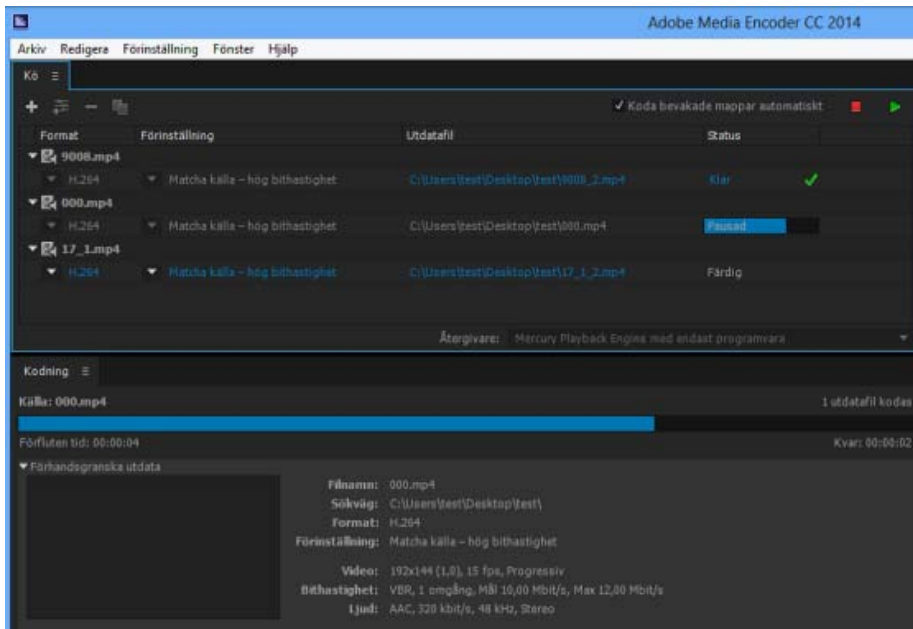 Adobe Media Encoder CC 2014
Arkiv Redigera Förinställning Fönster Hjälp
Kö
Koda bevakade mappar automatiskt
Format Förinställning Utdatafil Status
9008.mp4
H.264 Matcha källa – hög bithastighet C:\Users\test\Desktop\test\9008_2.mp4 Klar
000.mp4
H.264 Matcha källa – hög bithastighet C:\Users\test\Desktop\test\000.mp4 Pausad
17_1.mp4
H.264 Matcha källa – hög bithastighet C:\Users\test\Desktop\test\17_1_2.mp4 Färdig
Återgivare: Mercury Playback Engine med endast programvara
Kodning
Källa: 000.mp4 1 utdatafil kodas
Förfluten tid: 00:00:04 Kvar: 00:00:02
Förhandsgranska utdata
Filnamn: 000.mp4
Sökväg: C:\Users\test\Desktop\test\
Format: H.264
Förinställning: Matcha källa – hög bithastighet
Video: 192x144 (1,0), 15 fps, Progressiv
Bithastighet: VBR, 1 omgång, Mål 10,00 Mbit/s, Max 12,00 Mbit/s
Ljud: AAC, 320 kbit/s, 48 kHz, Stereo